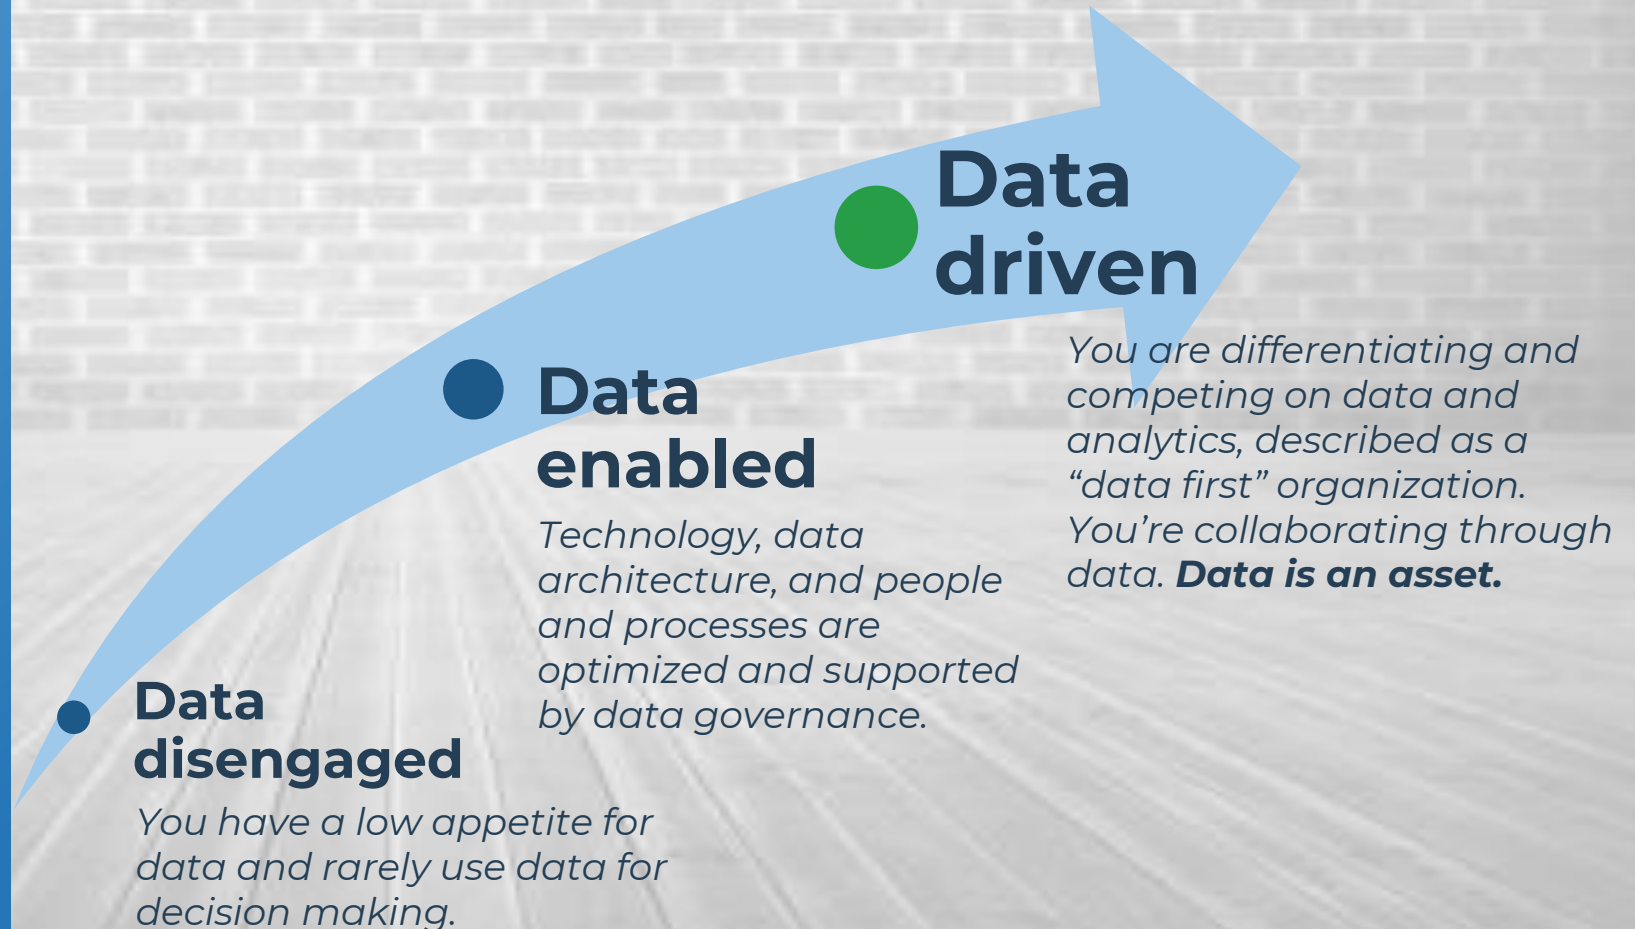 Data
driven
You are differentiating and
competing on data and
analytics, described as a
“data first” organization.
You’re collaborating through
data. Data is an asset.
Data
enabled
Technology, data
architecture, and people
and processes are
optimized and supported
by data governance.
Data
disengaged
You have a low appetite for
data and rarely use data for
decision making.